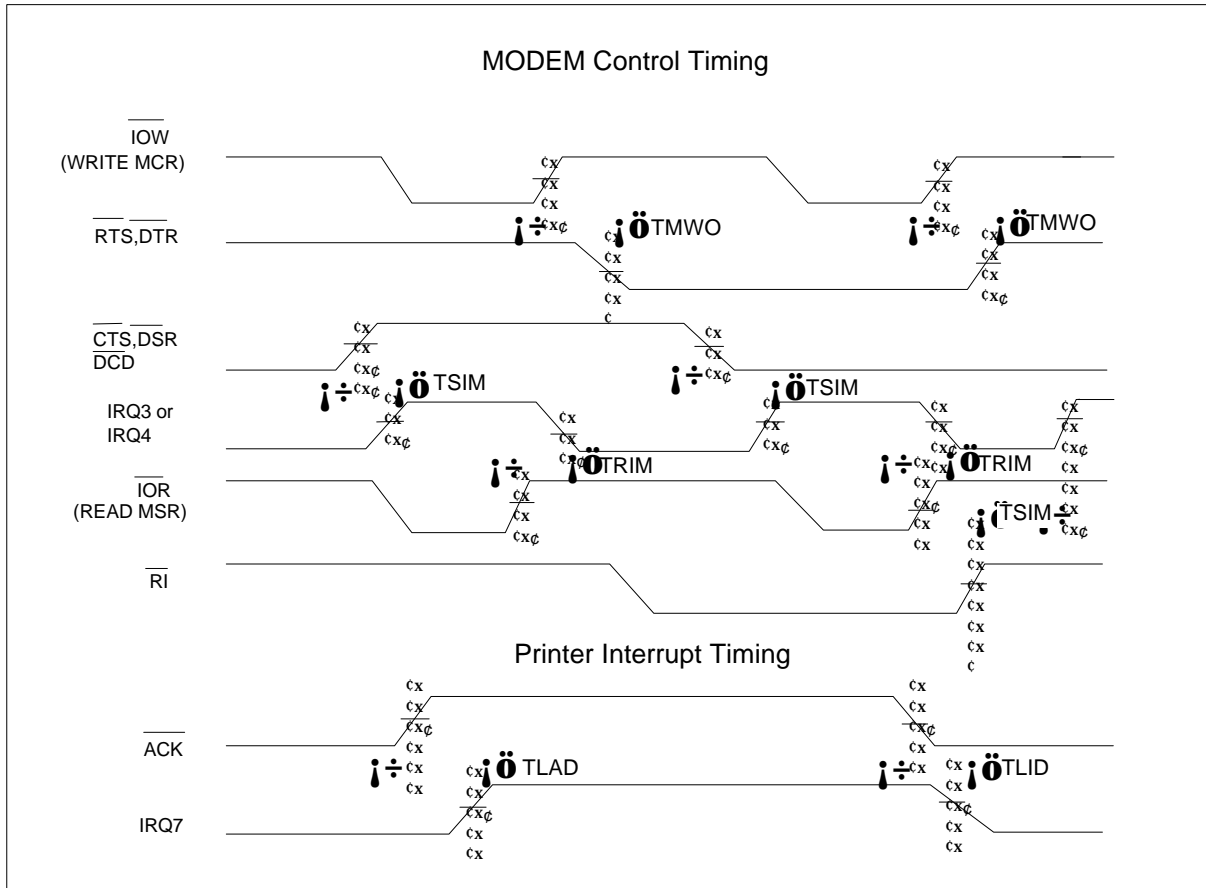 MODEM Control Timing
IOW
(WRITE MCR)
RTS,DTR
TMWO
TMWO
CTS,DSR
DCD
TSIM
TSIM
IRQ3 or
IRQ4
TRIM
TRIM
IOR
(READ MSR)
TSIM
RI
Printer Interrupt Timing
ACK
TLAD
TLID
IRQ7